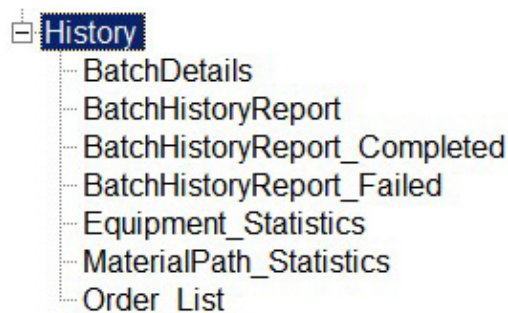 History
BatchDetails
BatchHistoryReport
BatchHistoryReport_Completed
BatchHistoryReport_Failed
Equipment_Statistics
MaterialPath_Statistics
Order_List